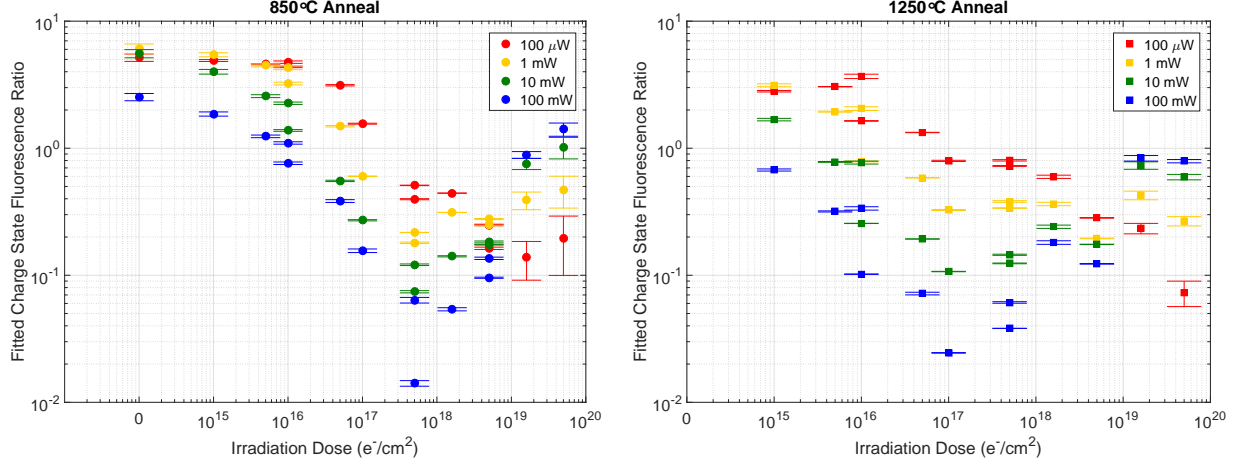 850°C Anneal
Fitted Charge State Fluorescence Ratio
10^1
10^0
10^-1
10^-2
100 μW
1 mW
10 mW
100 mW
0
10^15
10^16
10^17
10^18
10^19
10^20
Irradiation Dose (e^-/cm^2)
1250°C Anneal
Fitted Charge State Fluorescence Ratio
10^1
10^0
10^-1
10^-2
100 μW
1 mW
10 mW
100 mW
0
10^15
10^16
10^17
10^18
10^19
10^20
Irradiation Dose (e^-/cm^2)